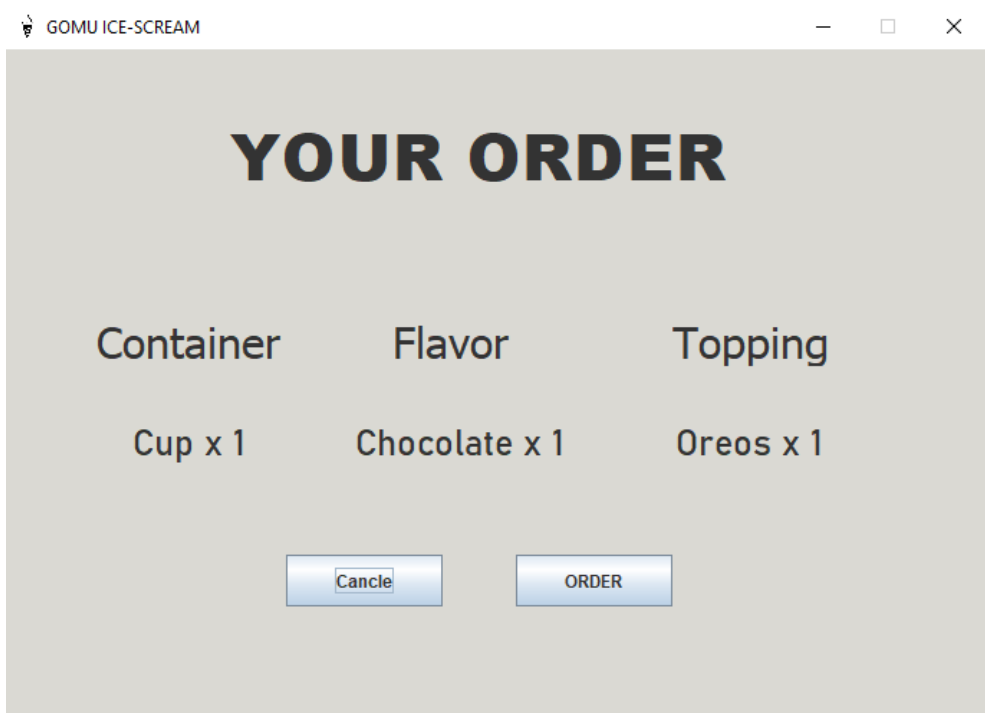 GOMU ICE-SCREAM
YOUR ORDER
Container Flavor Topping
Cup x 1 Chocolate x 1 Oreos x 1
Cancle ORDER